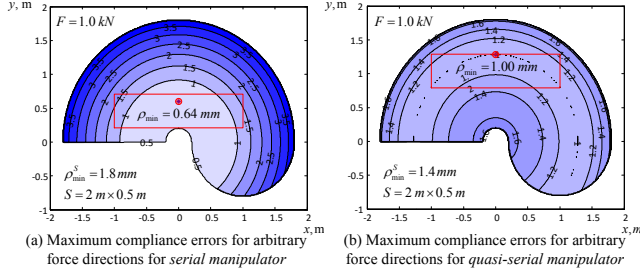 y, m
F = 1.0 kN
2
1.5
1
0.5
0
-0.5
-1
-2
-1.5
-1
-0.5
0
0.5
1
1.5
2
x, m
ρmin = 0.64 mm
ρ^S min = 1.8 mm
S = 2 m × 0.5 m
(a) Maximum compliance errors for arbitrary
force directions for serial manipulator
y, m
F = 1.0 kN
2
1.5
1
0.5
0
-0.5
-1
-2
-1.5
-1
-0.5
0
0.5
1
1.5
2
x, m
ρmin = 1.00 mm
ρ^S min = 1.4 mm
S = 2 m × 0.5 m
(b) Maximum compliance errors for arbitrary
force directions for quasi-serial manipulator